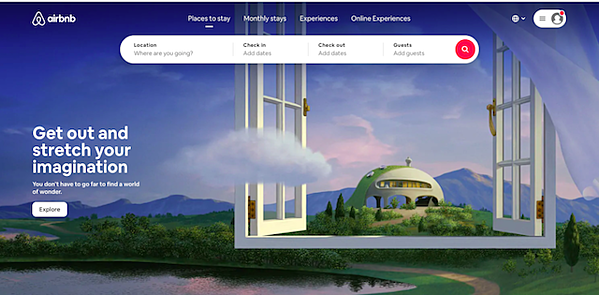 airbnb
Places to stay Monthly stays Experiences Online Experiences
Location Check in Check out Guests
Where are you going? Add dates Add dates Add guests
Get out and
stretch your
imagination
You don't have to go far to find a world
of wonder.
Explore